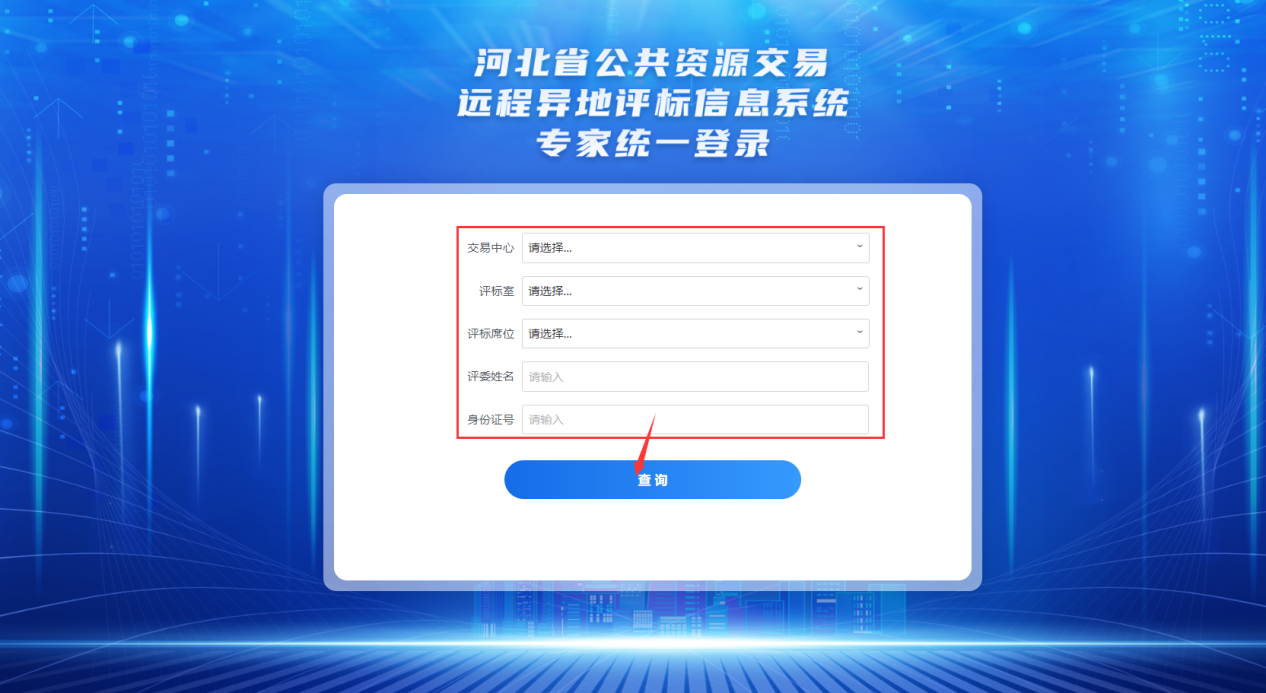 河北省公共资源交易
远程异地评标信息系统
专家统一登录
交易中心 请选择...
评标室 请选择...
评标席位 请选择...
评委姓名 请输入
身份证号 请输入
查询